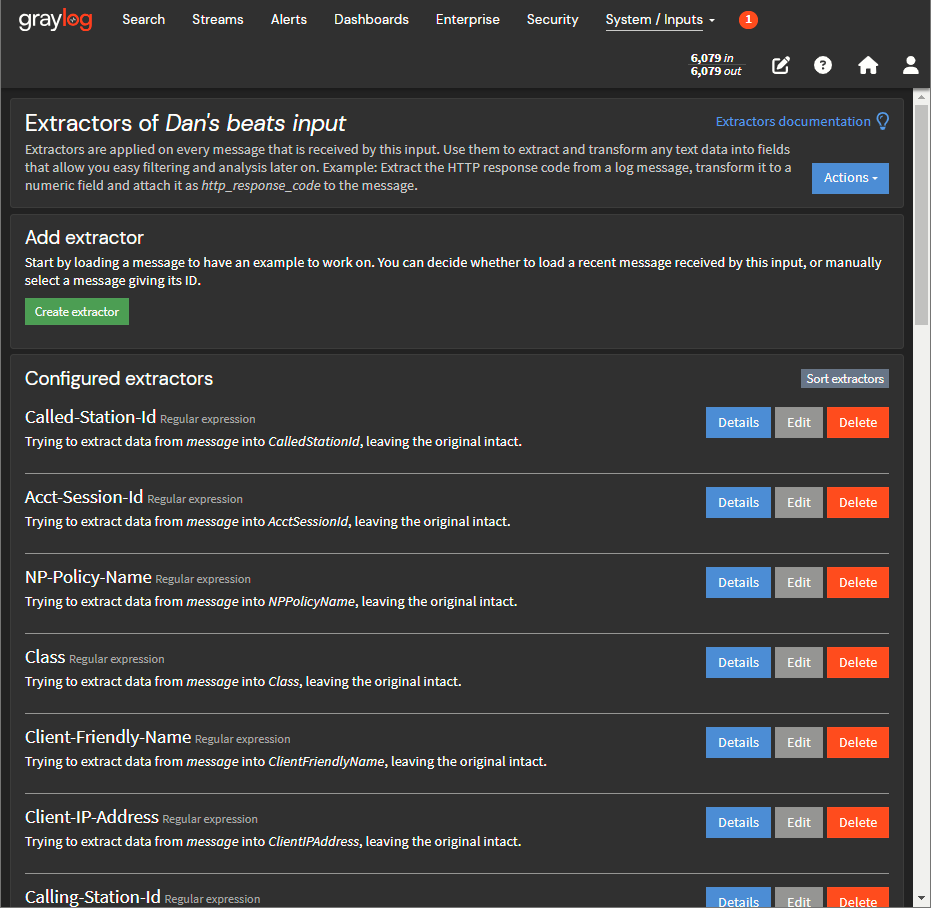 graylog Search Streams Alerts Dashboards Enterprise Security System / Inputs 1
6,079 in
6,079 out
Extractors of Dan's beats input
Extractors documentation
Extractors are applied on every message that is received by this input. Use them to extract and transform any text data into fields
that allow you easy filtering and analysis later on. Example: Extract the HTTP response code from a log message, transform it to a
numeric field and attach it as http_response_code to the message.
Actions
Add extractor
Start by loading a message to have an example to work on. You can decide whether to load a recent message received by this input, or manually
select a message giving its ID.
Create extractor
Configured extractors
Sort extractors
Called-Station-Id Regular expression
Trying to extract data from message into CalledStationId, leaving the original intact.
Details Edit Delete
Acct-Session-Id Regular expression
Trying to extract data from message into AcctSessionId, leaving the original intact.
Details Edit Delete
NP-Policy-Name Regular expression
Trying to extract data from message into NPPolicyName, leaving the original intact.
Details Edit Delete
Class Regular expression
Trying to extract data from message into Class, leaving the original intact.
Details Edit Delete
Client-Friendly-Name Regular expression
Trying to extract data from message into ClientFriendlyName, leaving the original intact.
Details Edit Delete
Client-IP-Address Regular expression
Trying to extract data from message into ClientIPAddress, leaving the original intact.
Details Edit Delete
Calling-Station-Id Regular expression
Details Edit Delete